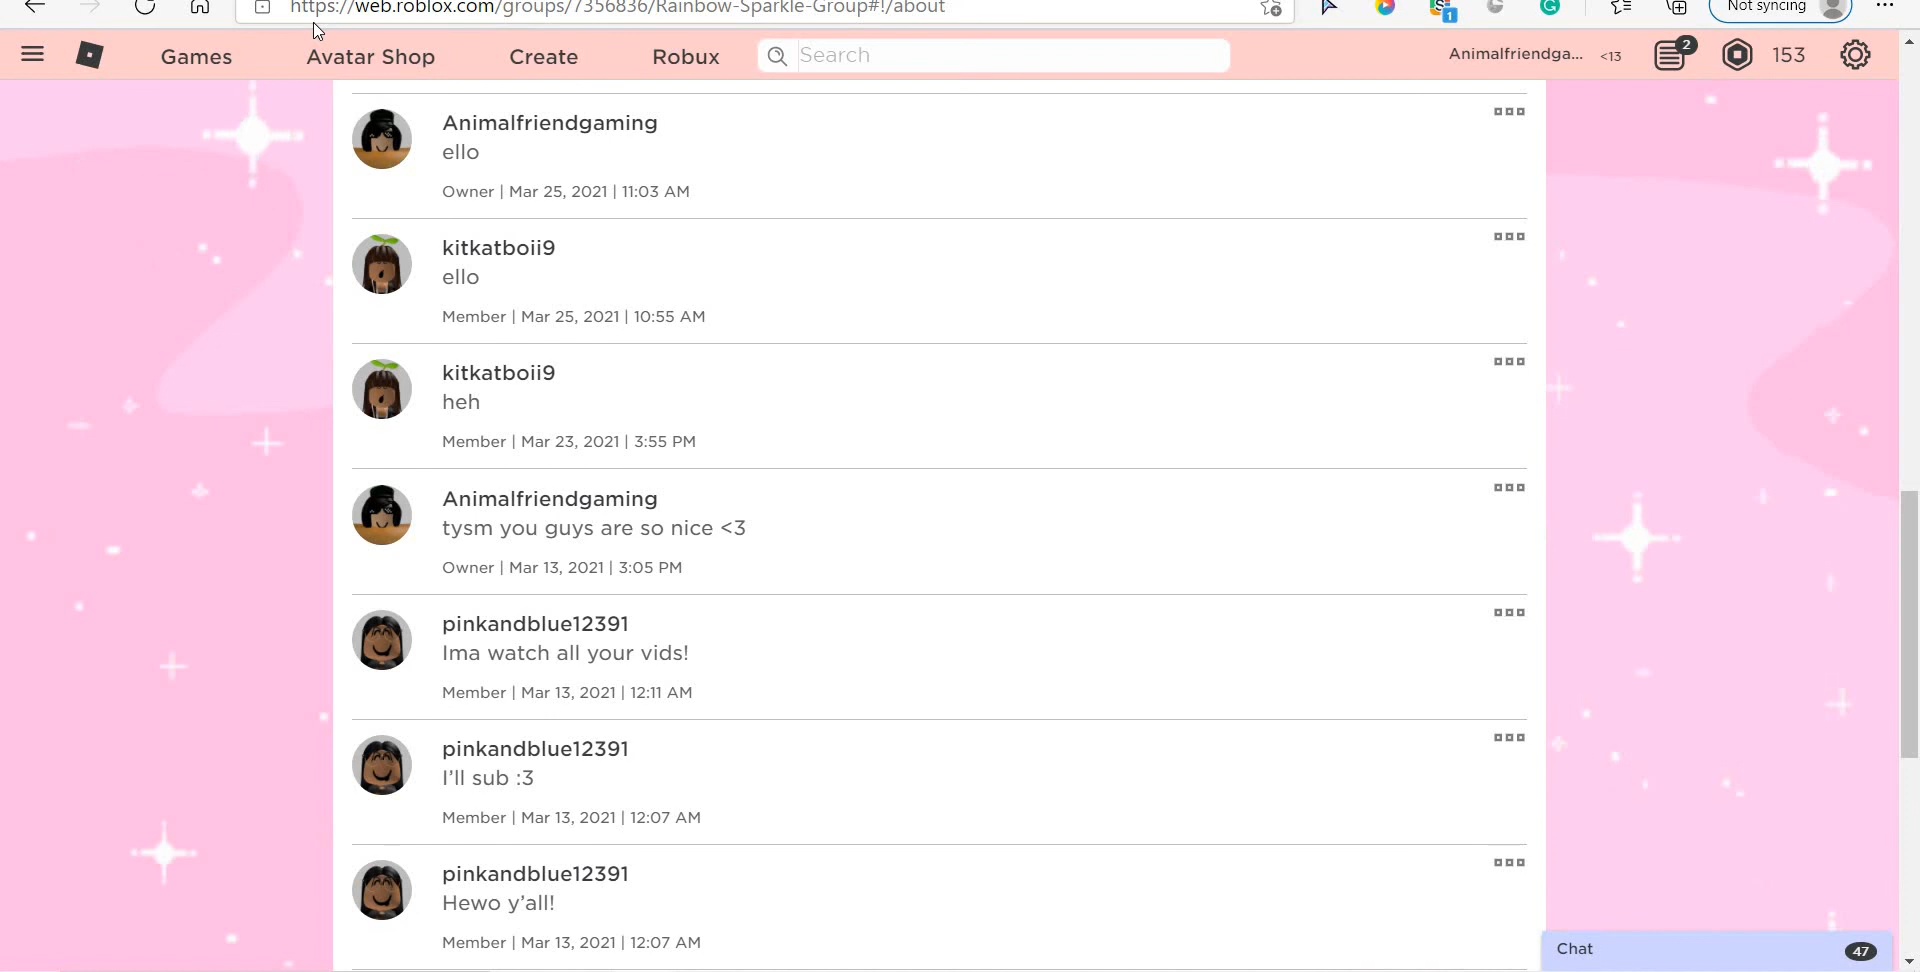 https://web.roblox.com/groups/7356836/Rainbow-Sparkle-Group#!/about
1
Not syncing
Games
Avatar Shop
Create
Robux
Search
Animalfriendga...
<13
2
153
Animalfriendgaming
ello
Owner | Mar 25, 2021 | 11:03 AM
kitkatboii9
ello
Member | Mar 25, 2021 | 10:55 AM
kitkatboii9
heh
Member | Mar 23, 2021 | 3:55 PM
Animalfriendgaming
tysm you guys are so nice <3
Owner | Mar 13, 2021 | 3:05 PM
pinkandblue12391
Ima watch all your vids!
Member | Mar 13, 2021 | 12:11 AM
pinkandblue12391
I'll sub :3
Member | Mar 13, 2021 | 12:07 AM
pinkandblue12391
Hewo y'all!
Member | Mar 13, 2021 | 12:07 AM
Chat
47